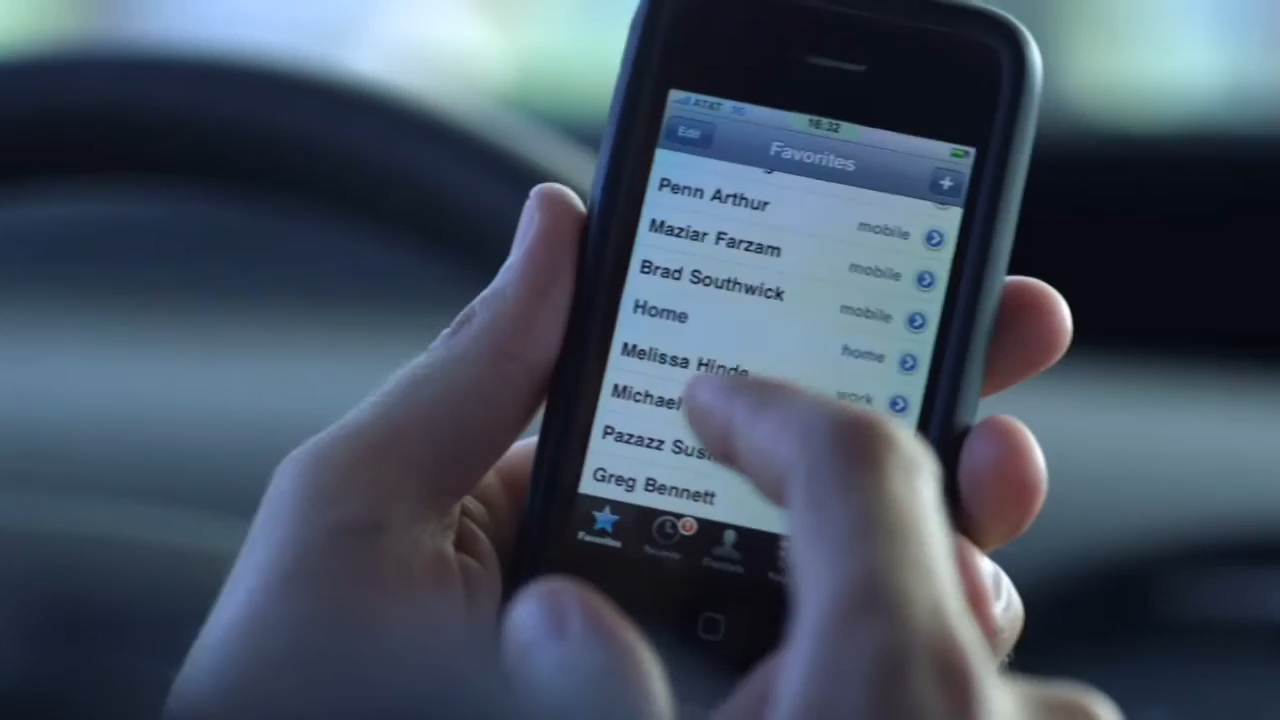 AT&T 3G 16:32
Edit Favorites +
Penn Arthur mobile
Maziar Farzam mobile
Brad Southwick mobile
Home home
Melissa Hinde work
Michael
Pazazz
Greg Bennett
Favorites